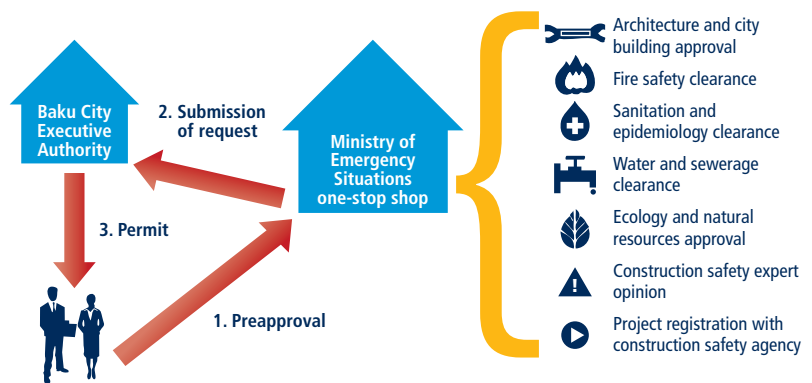 Baku City
Executive
Authority
2. Submission
of request
Ministry of
Emergency
Situations
one-stop shop
3. Permit
1. Preapproval
Architecture and city
building approval
Fire safety clearance
Sanitation and
epidemiology clearance
Water and sewerage
clearance
Ecology and natural
resources approval
!
Construction safety expert
opinion
Project registration with
construction safety agency